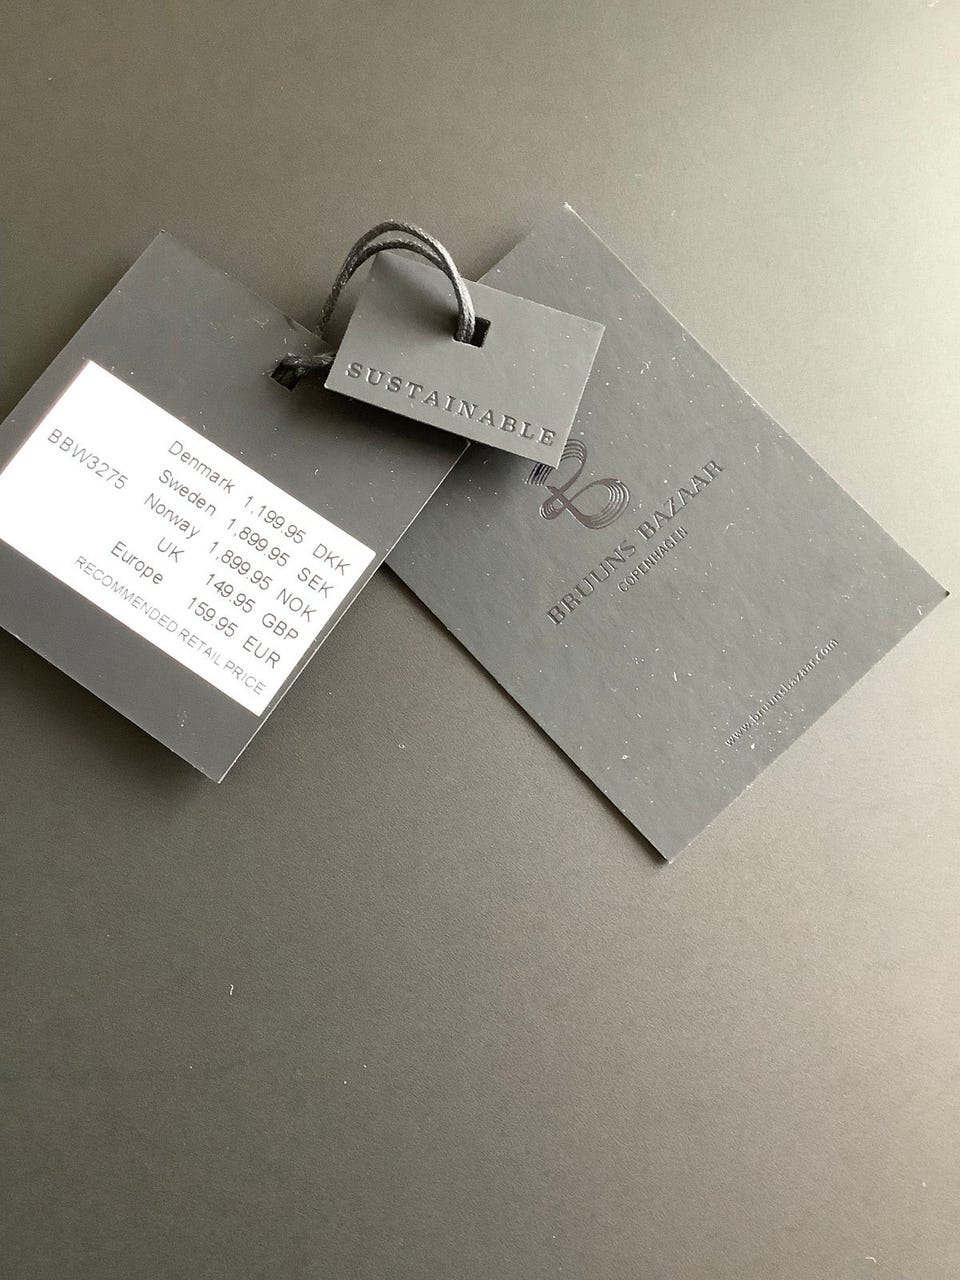 BBW3275
Denmark 1,199.95 DKK
Sweden 1,899.95 SEK
Norway 1,899.95 NOK
UK 149.95 GBP
Europe 159.95 EUR
RECOMMENDED RETAIL PRICE
SUSTAINABLE
BRUUNS BAZAAR
COPENHAGEN
www.bruunsbazaar.com